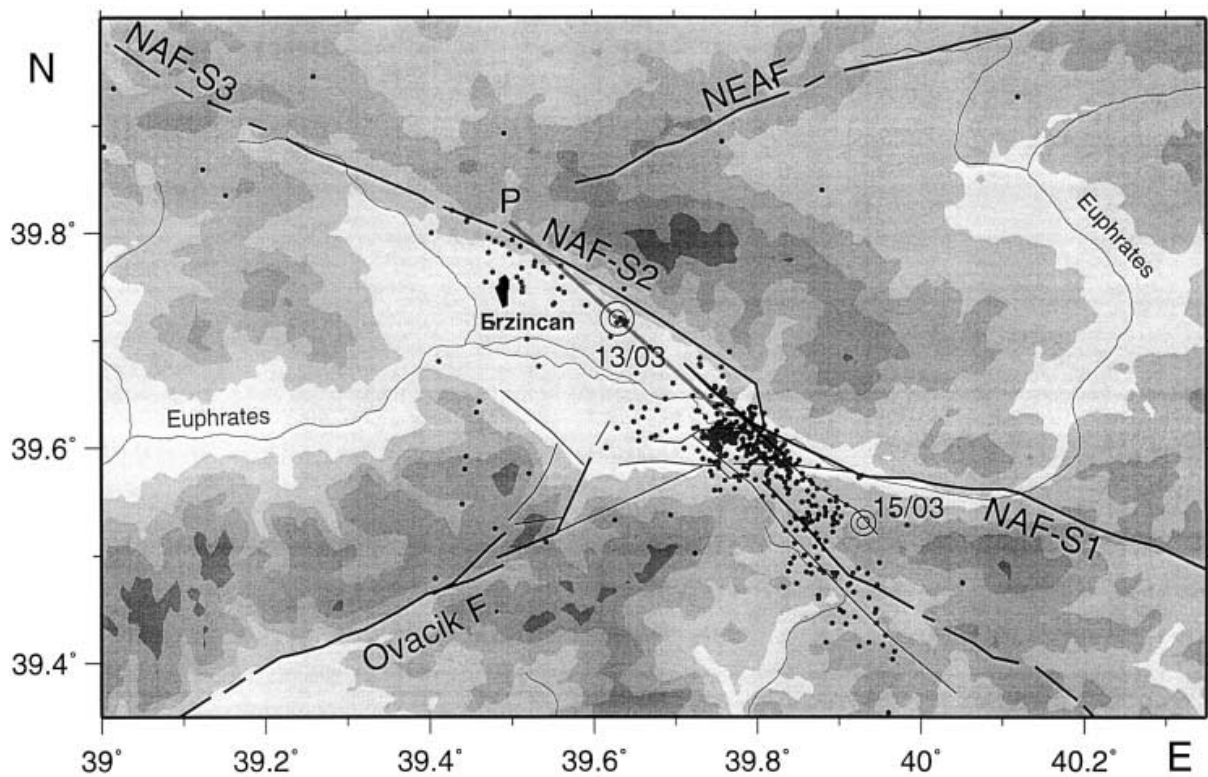 N
NAF-S3
NEAF
P
NAF-S2
39.8°
Erzincan
13/03
Euphrates
Euphrates
39.6°
15/03
NAF-S1
Ovacik F.
39.4°
39° 39.2° 39.4° 39.6° 39.8° 40° 40.2° E